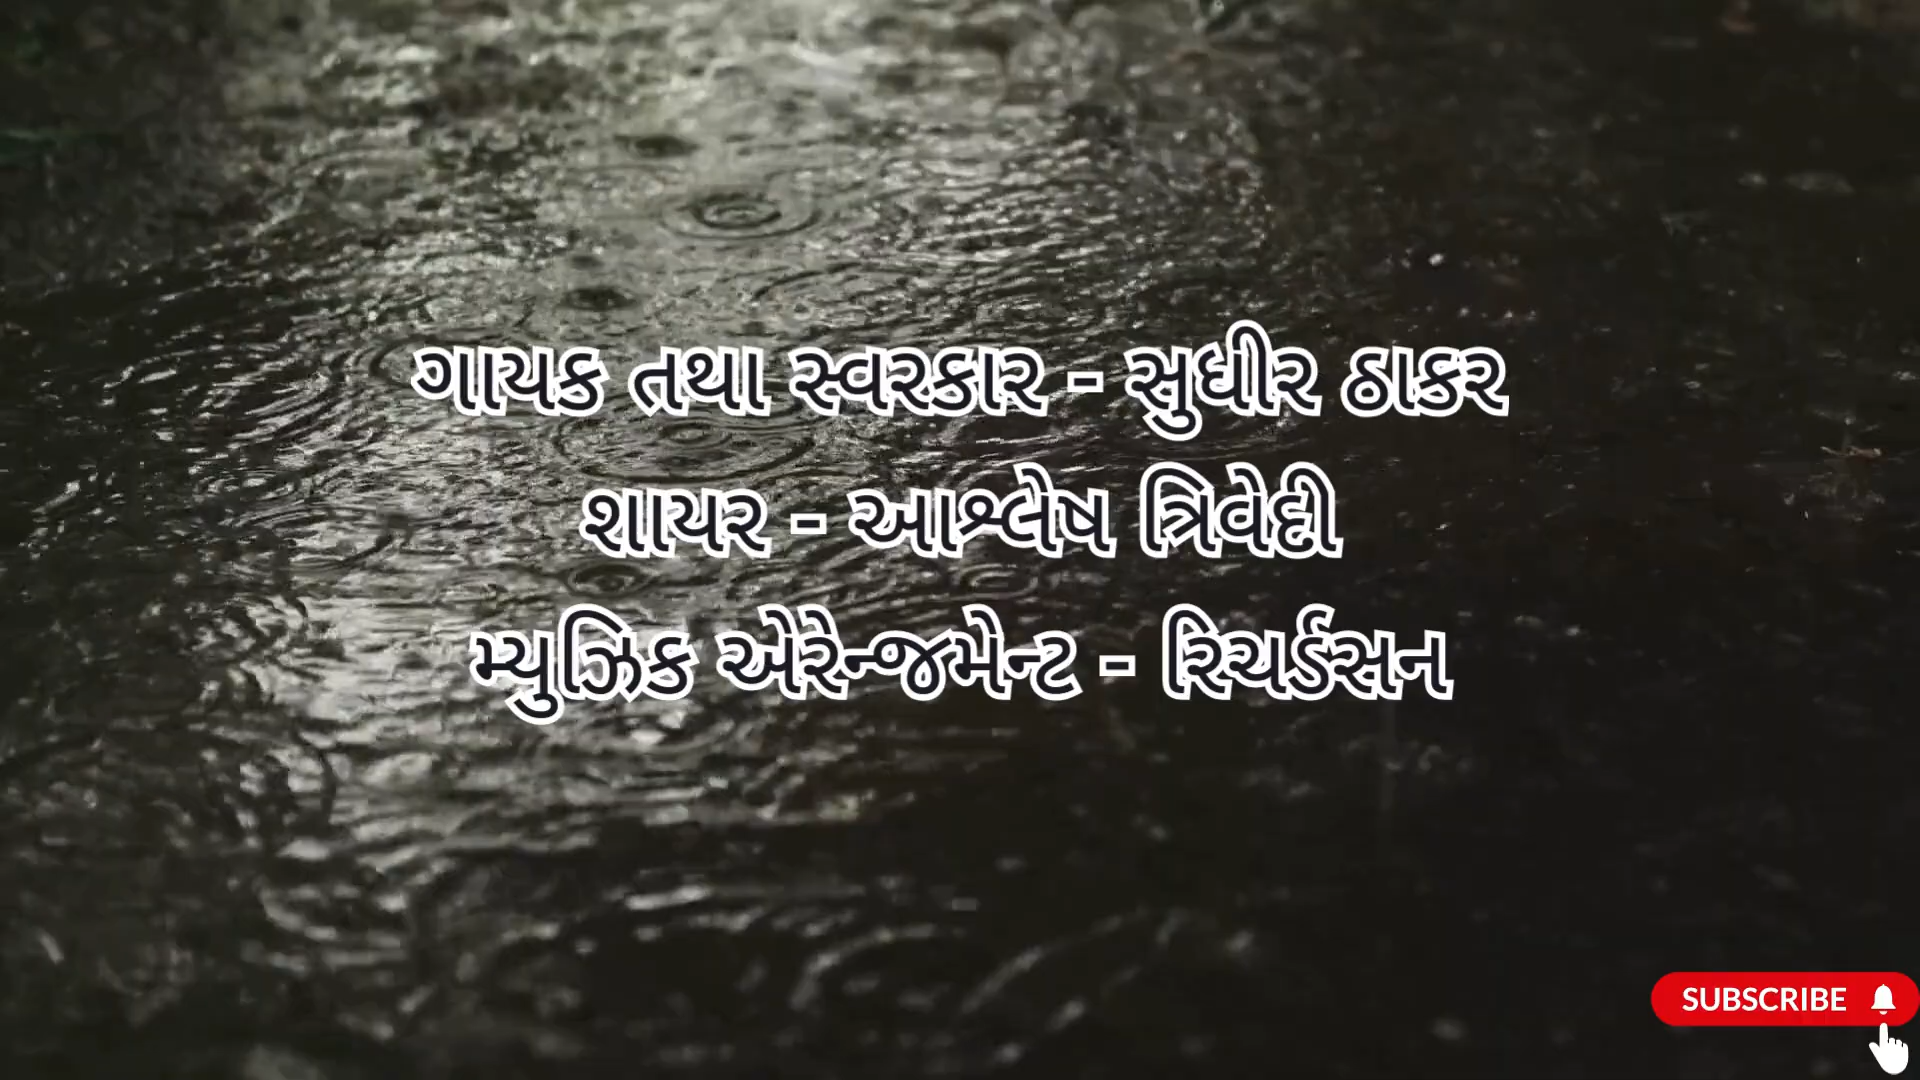 ગાયક તથા સ્વરકાર - સુધીર ઠાકર
શાયર - આશ્લેષ ત્રિવેદી
મ્યુઝિક એરેન્જમેન્ટ - રિચર્ડસન
SUBSCRIBE